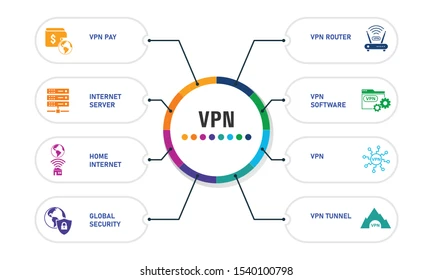 VPN PAY
INTERNET
SERVER
HOME
INTERNET
GLOBAL
SECURITY
VPN
VPN ROUTER
VPN
SOFTWARE
VPN
VPN
VPN
VPN TUNNEL
VPN
shutterstock.com · 1540100798